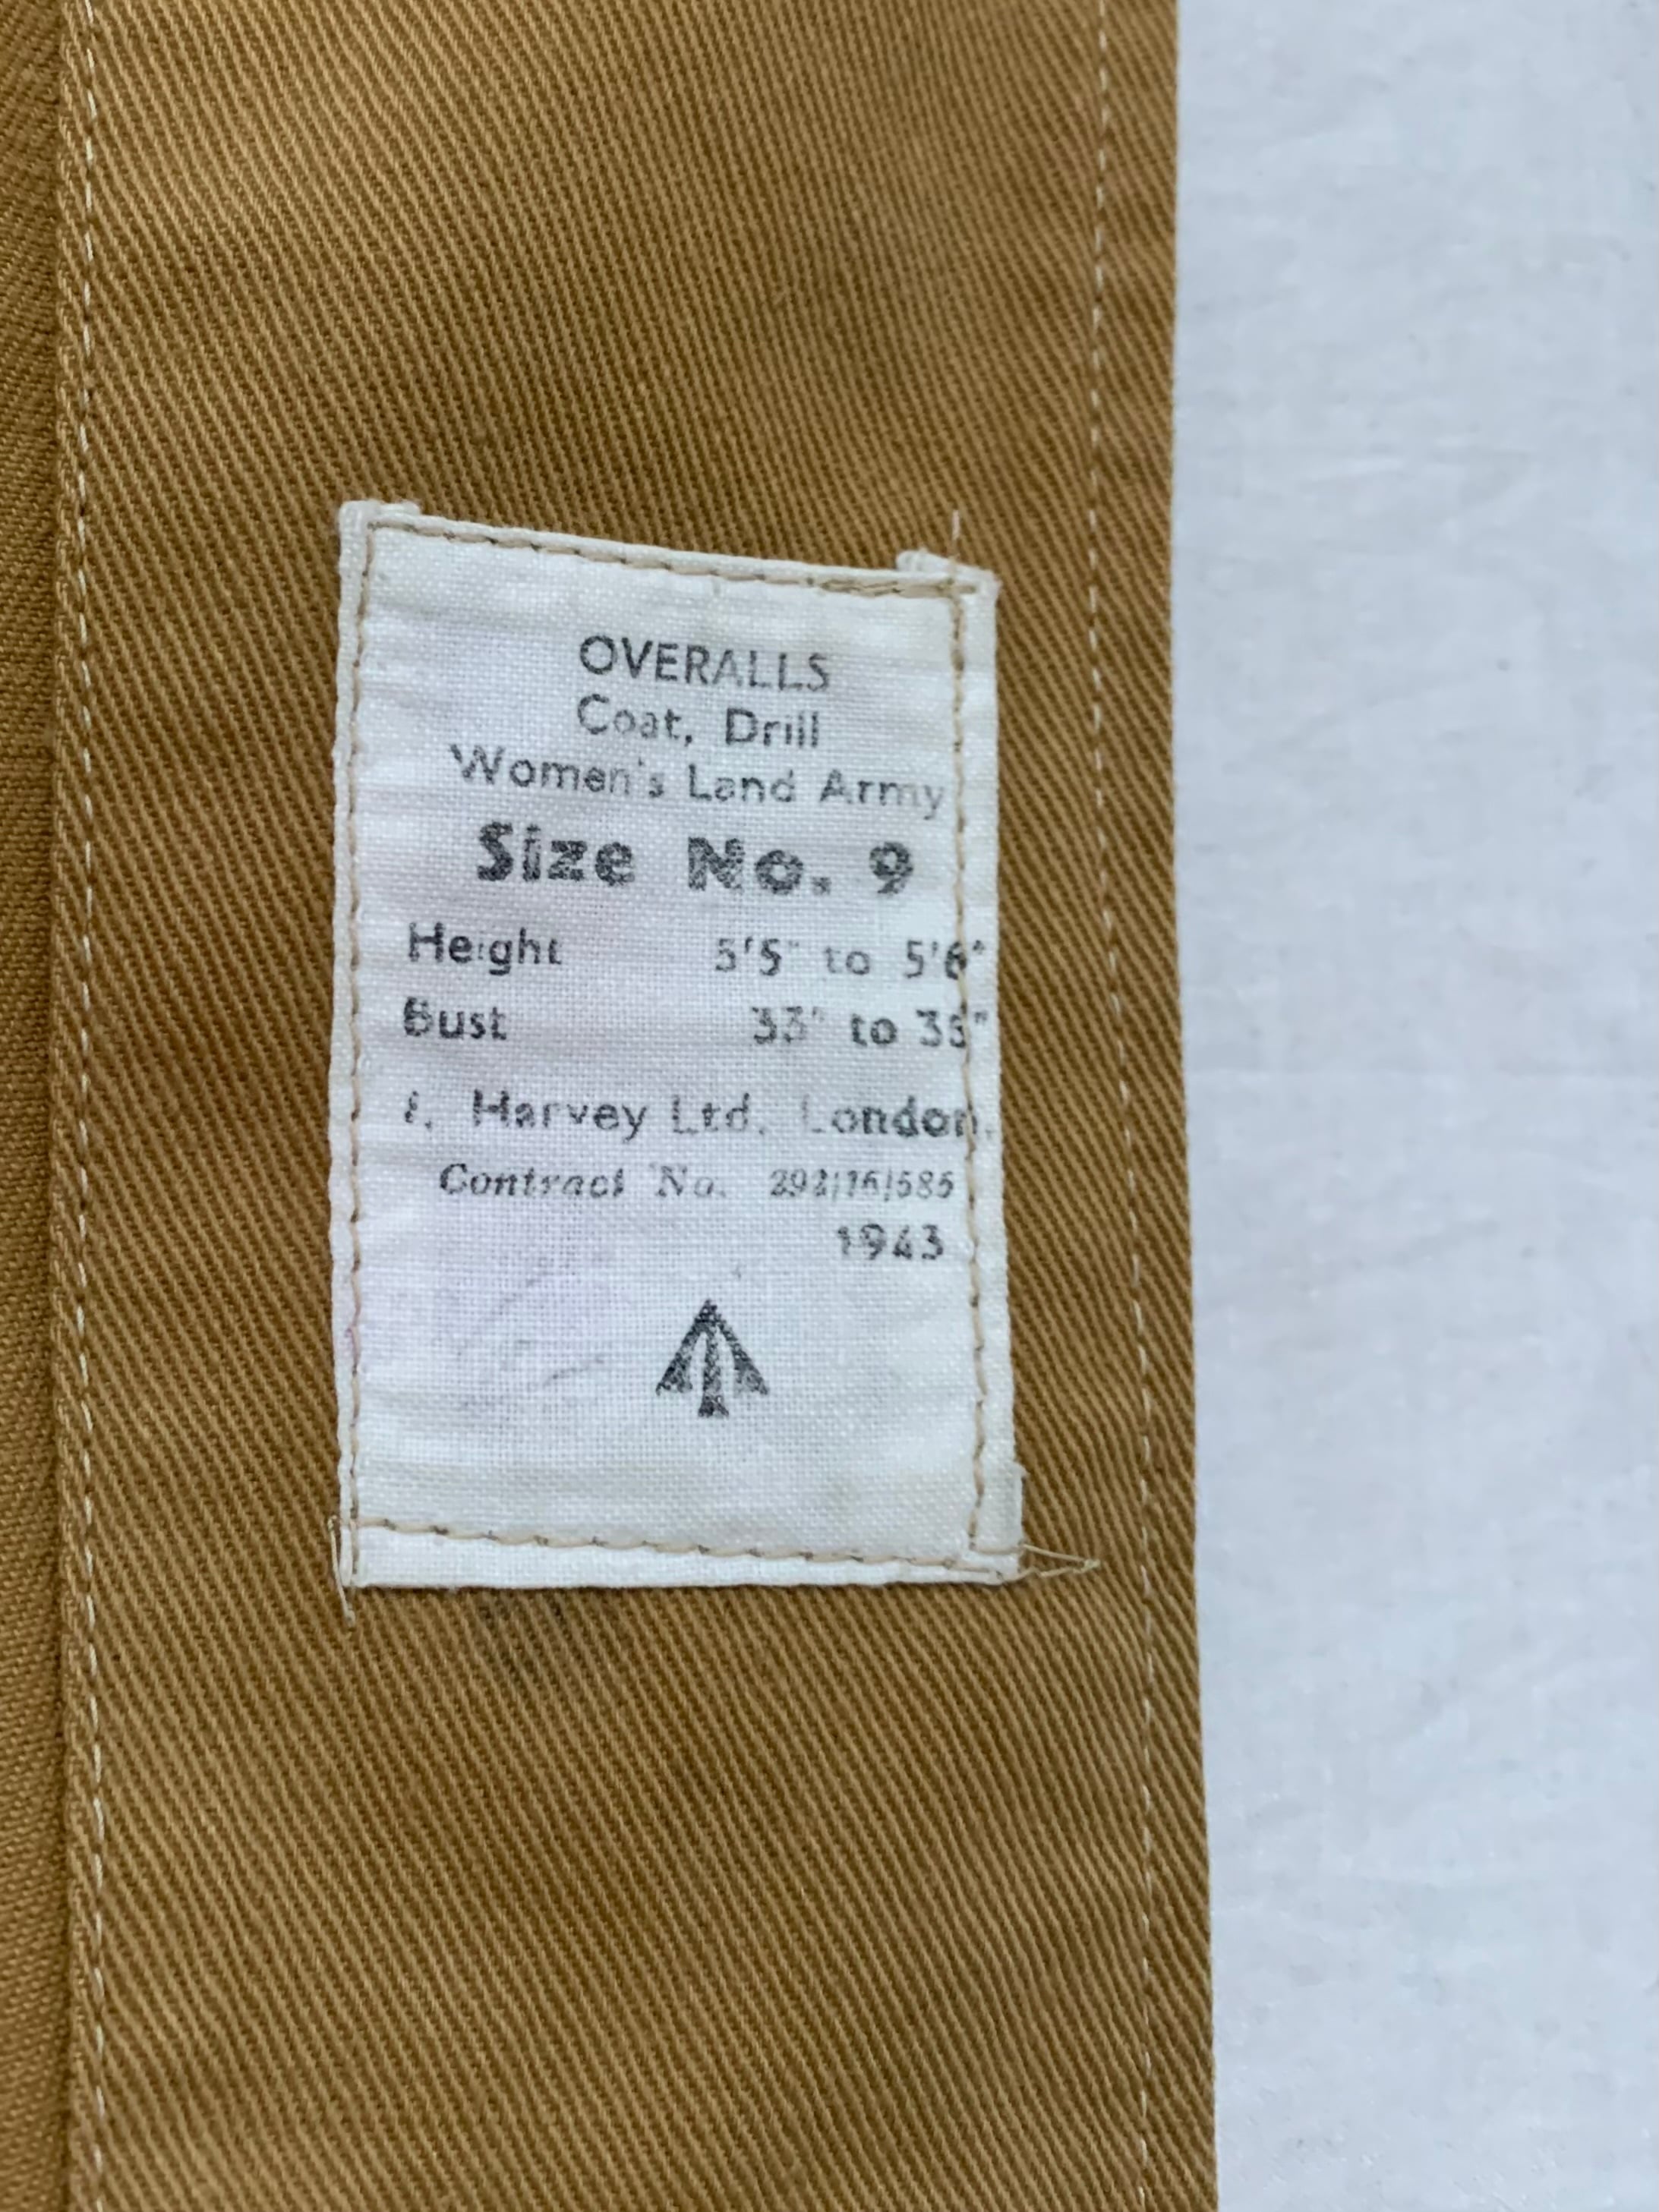 OVERALLS
Coat, Drill
Women's Land Army
Size No. 9
Height 5'5" to 5'6"
Bust 33" to 35"
Harvey Ltd. London.
Contract No. 292/16/585
1943